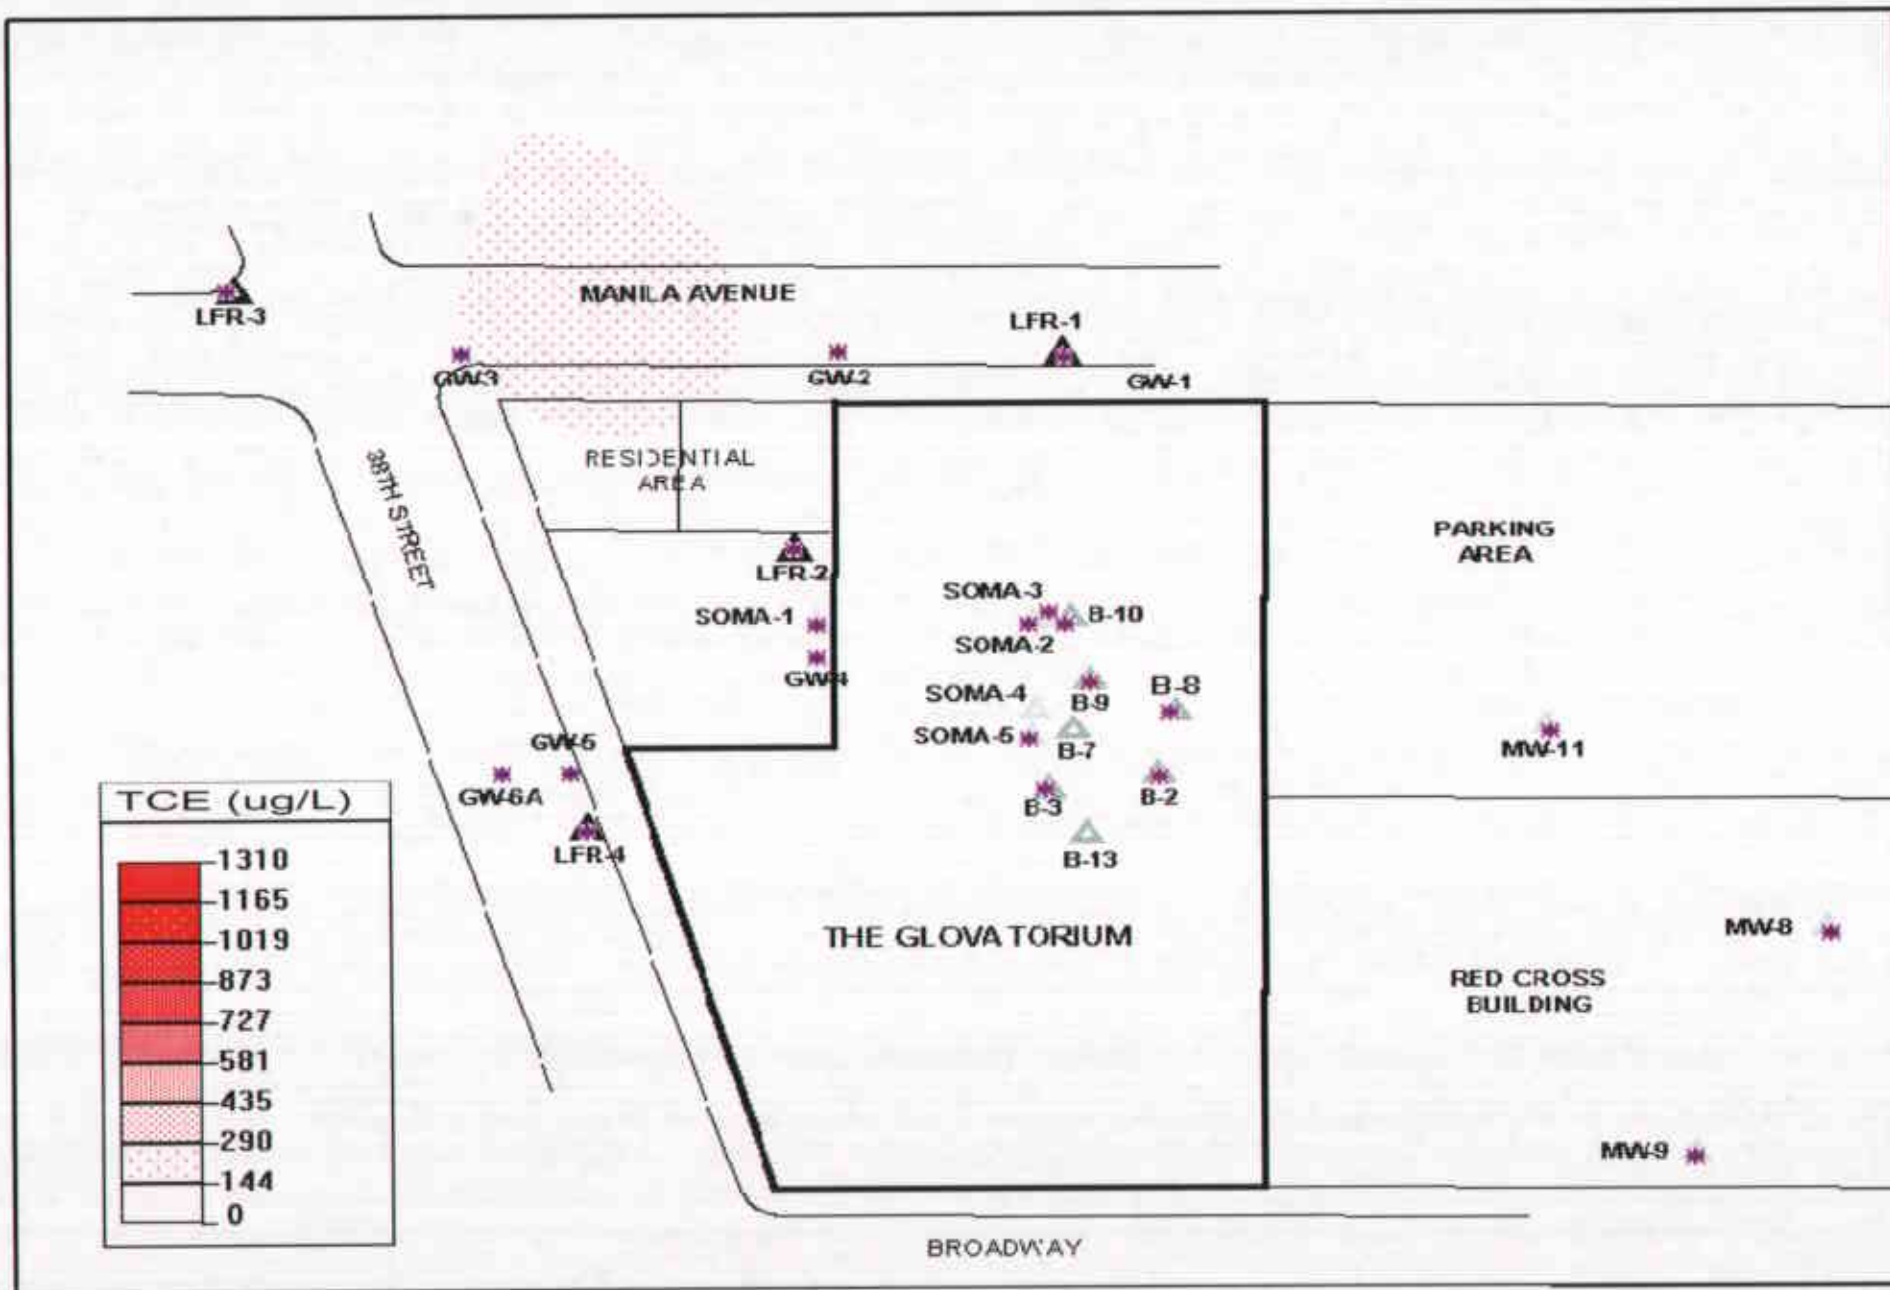 MANILA AVENUE
LFR-3
LFR-1
GW-3
GW-2
GW-1
RESIDENTIAL
AREA
38TH STREET
PARKING
AREA
LFR-2
SOMA-3
B-10
SOMA-1
SOMA-2
GW-4
SOMA-4
B-9
B-8
SOMA-5
B-7
MW-11
GW-5
GW-6A
B-3
B-2
LFR-4
B-13
TCE (ug/L)
1310
1165
1019
873
727
581
435
290
144
0
THE GLOVATORIUM
MW-8
RED CROSS
BUILDING
MW-9
BROADWAY